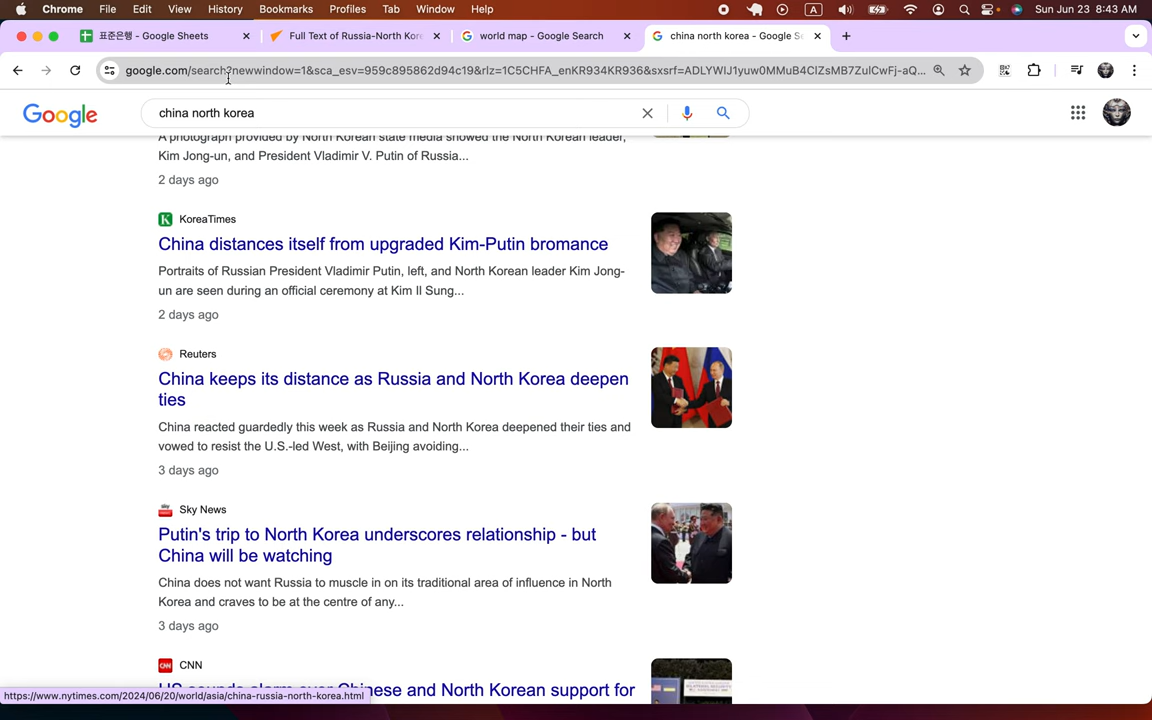 Chrome File Edit View History Bookmarks Profiles Tab Window Help A Sun Jun 23 8:43 AM
표준은행 - Google Sheets Full Text of Russia-North Kore world map - Google Search china north korea - Google Se
google.com/search?newwindow=1&sca_esv=959c895862d94c19&rlz=1C5CHFA_enKR934KR936&sxsrf=ADLYWIJ1yuw0MMuB4ClZsMB7ZulCwFj-aQ...
Google china north korea
A photograph provided by North Korean state media showed the North Korean leader,
Kim Jong-un, and President Vladimir V. Putin of Russia...
2 days ago
KoreaTimes
China distances itself from upgraded Kim-Putin bromance
Portraits of Russian President Vladimir Putin, left, and North Korean leader Kim Jong-
un are seen during an official ceremony at Kim Il Sung...
2 days ago
Reuters
China keeps its distance as Russia and North Korea deepen
ties
China reacted guardedly this week as Russia and North Korea deepened their ties and
vowed to resist the U.S.-led West, with Beijing avoiding...
3 days ago
Sky News
Putin's trip to North Korea underscores relationship - but
China will be watching
China does not want Russia to muscle in on its traditional area of influence in North
Korea and craves to be at the centre of any...
3 days ago
CNN
US sounds alarm over Chinese and North Korean support for
https://www.nytimes.com/2024/06/20/world/asia/china-russia-north-korea.html